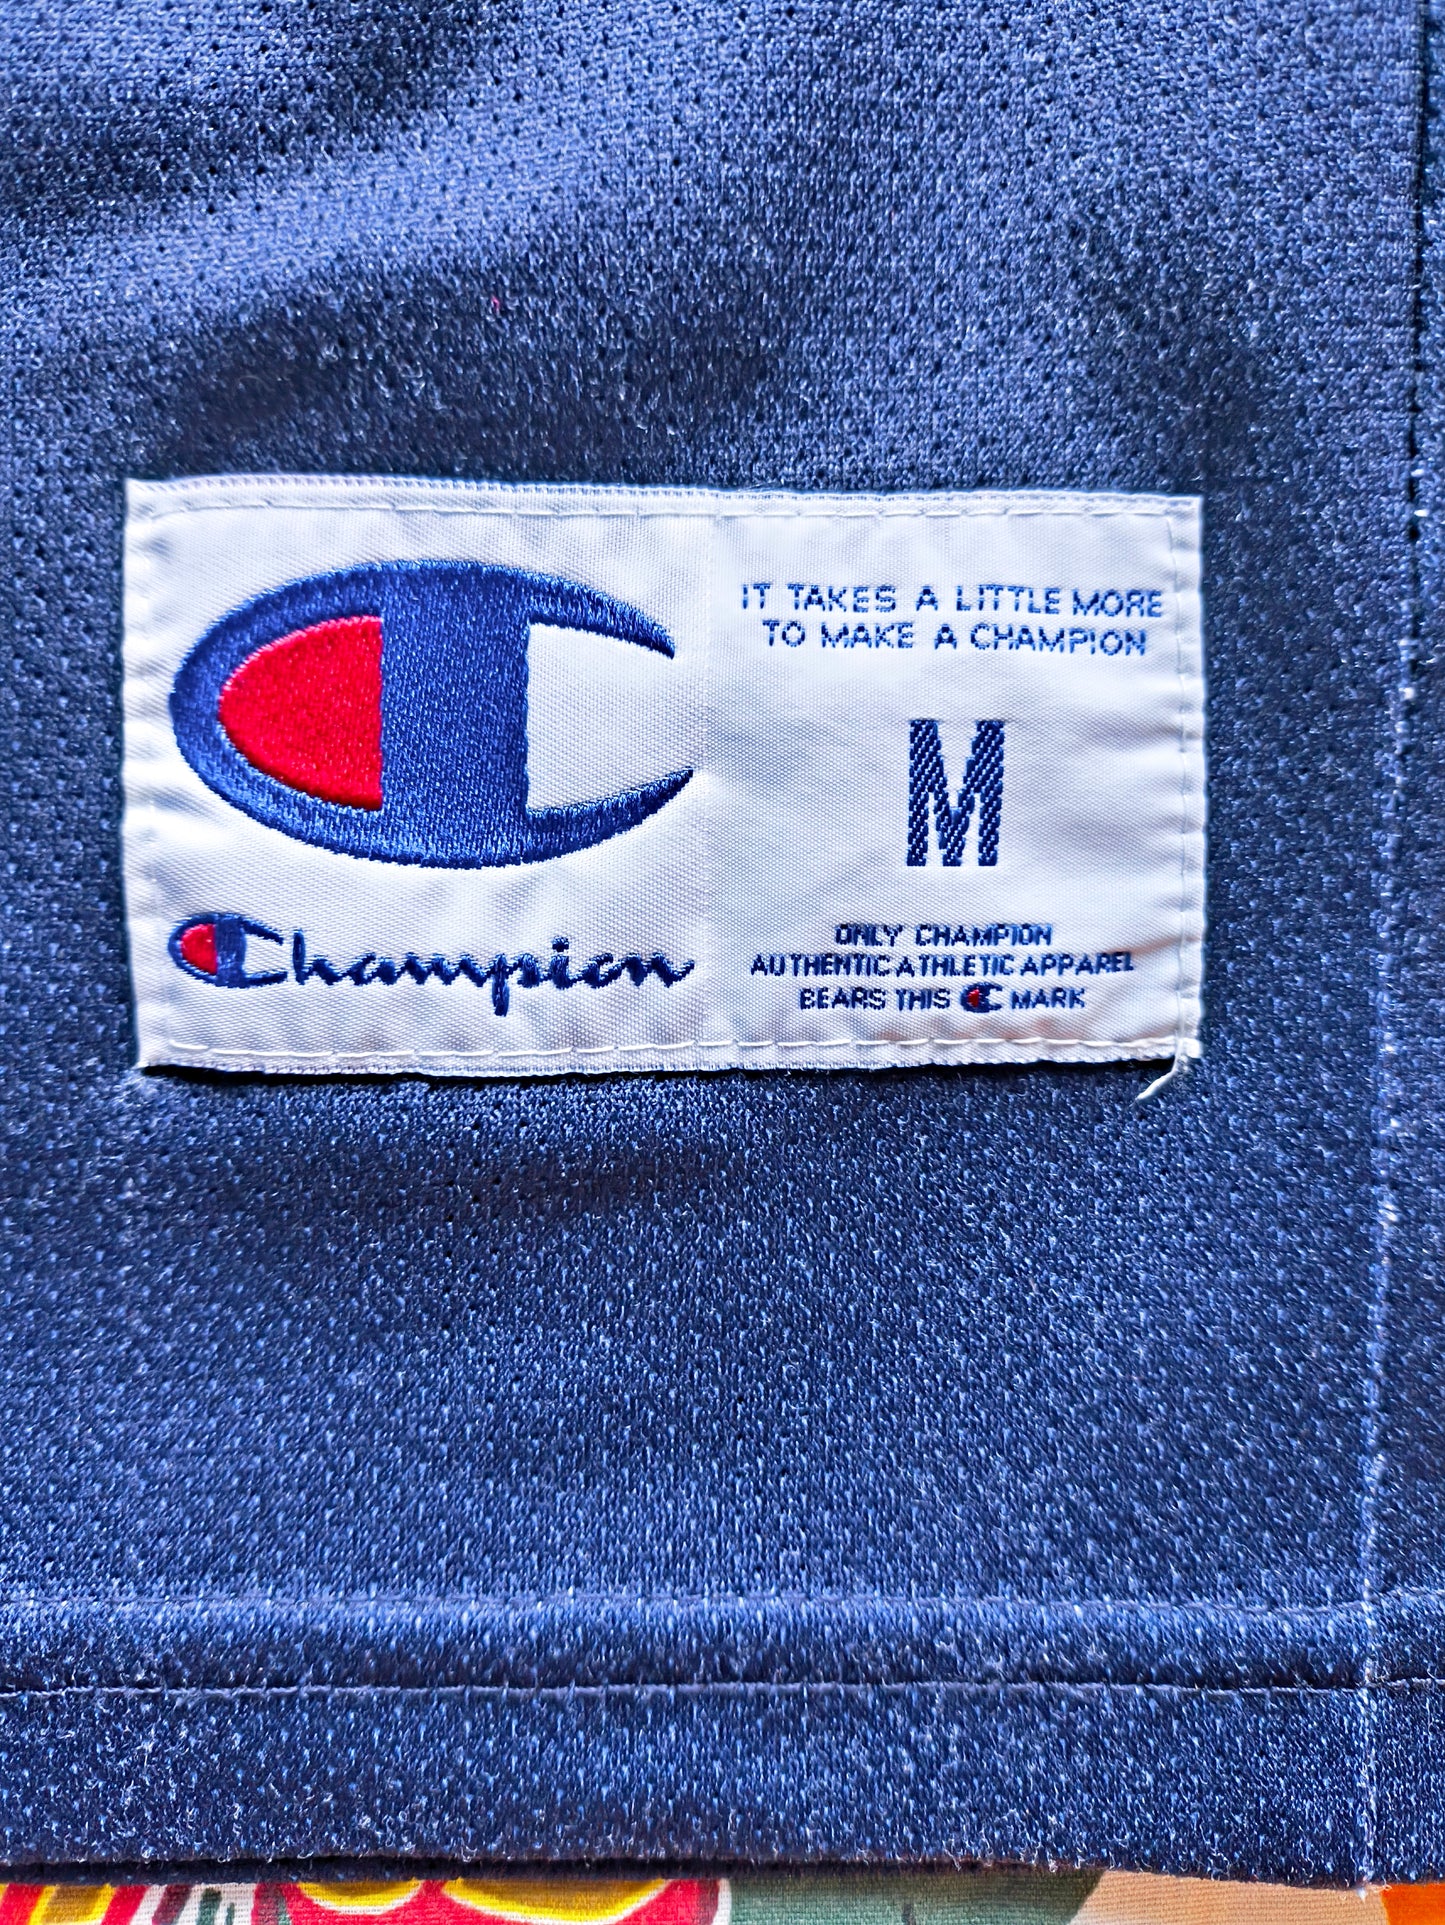 Champion
IT TAKES A LITTLE MORE
TO MAKE A CHAMPION
M
ONLY CHAMPION
AUTHENTIC ATHLETIC APPAREL
BEARS THIS C MARK